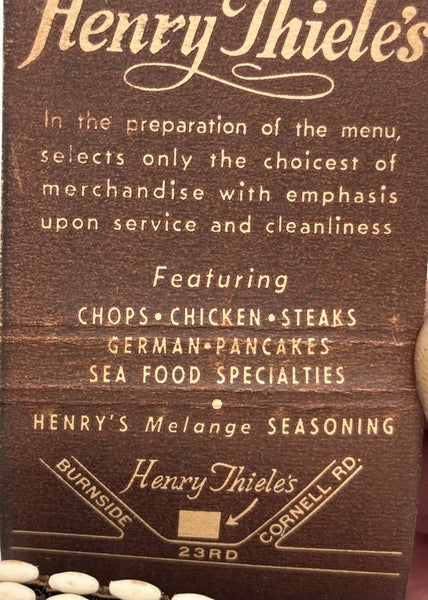 Henry Thiele's
In the preparation of the menu,
selects only the choicest of
merchandise with emphasis
upon service and cleanliness
Featuring
CHOPS • CHICKEN • STEAKS
GERMAN • PANCAKES
SEA FOOD SPECIALTIES
•
HENRY'S Melange SEASONING
Henry Thiele's
BURNSIDE
CORNELL RD.
23RD